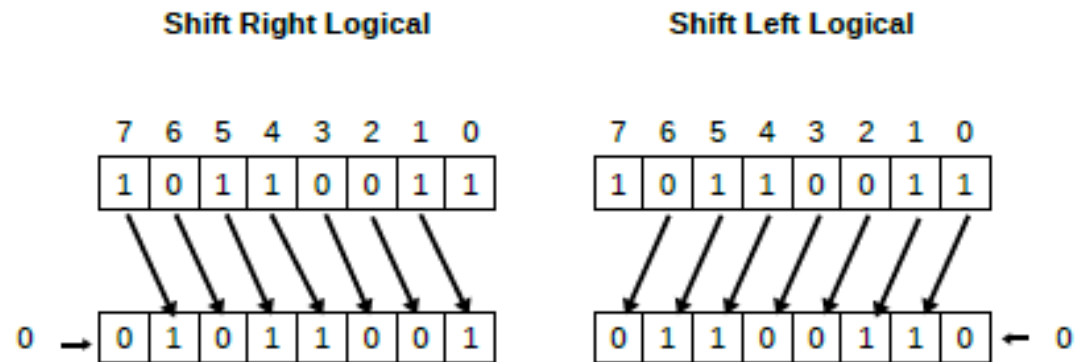 Shift Right Logical
7 6 5 4 3 2 1 0
1 0 1 1 0 0 1 1
0 0 1 0 1 1 0 0 1
Shift Left Logical
7 6 5 4 3 2 1 0
1 0 1 1 0 0 1 1
0 1 1 0 0 1 1 0 0